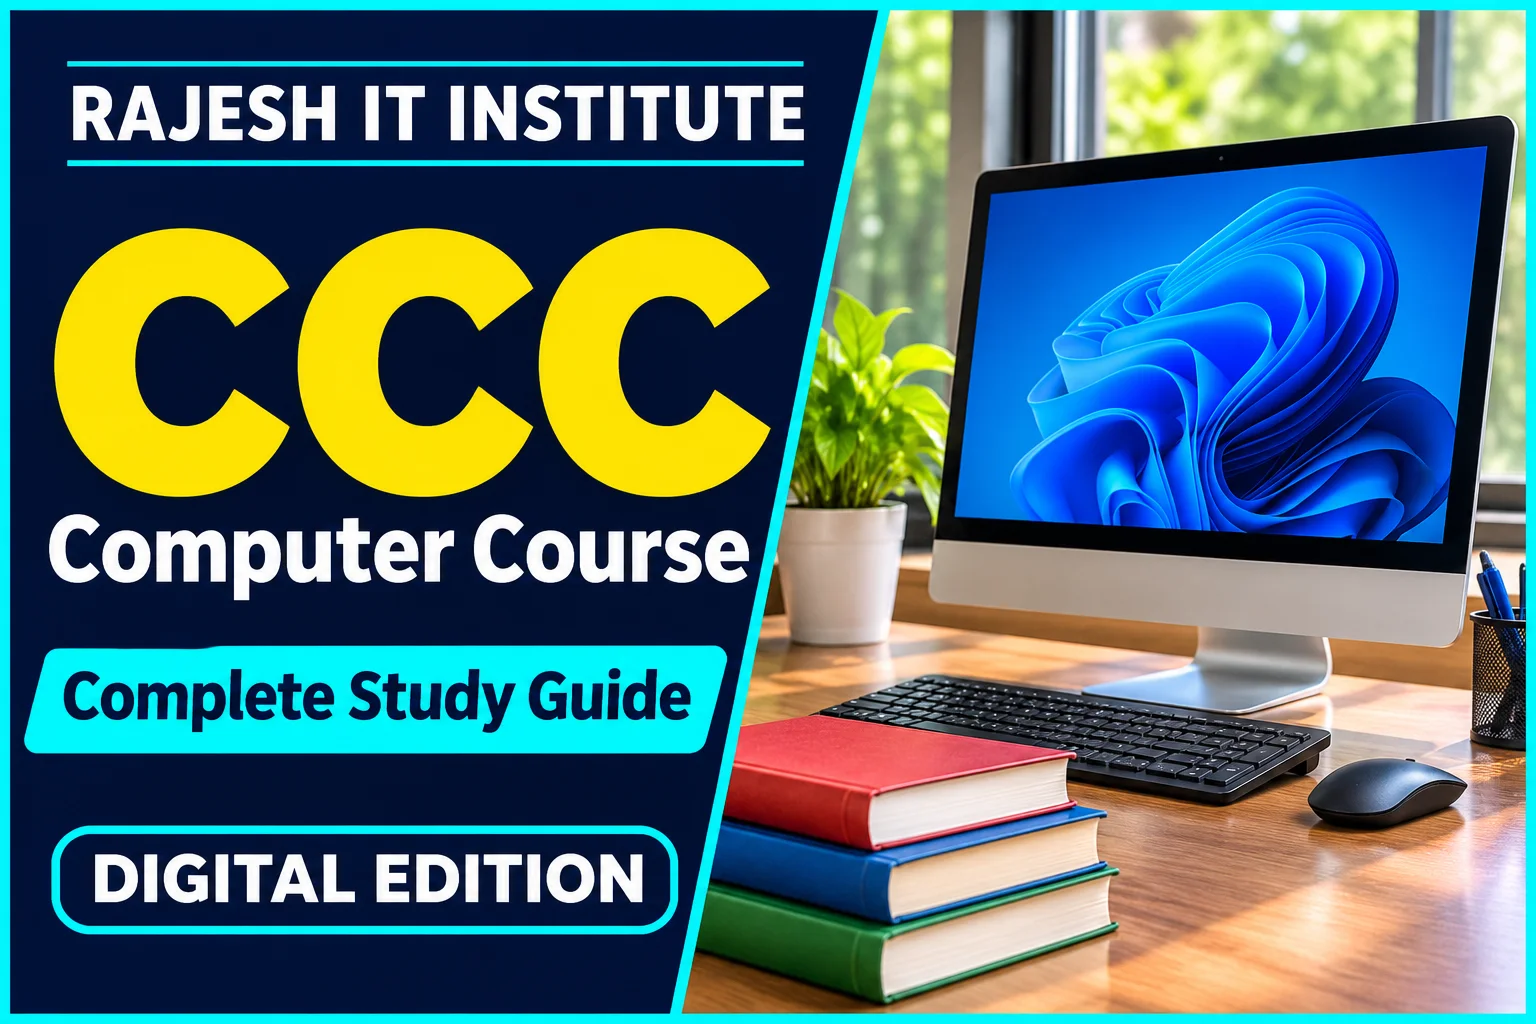 RAJESH IT INSTITUTE
CCC
Computer Course
Complete Study Guide
DIGITAL EDITION